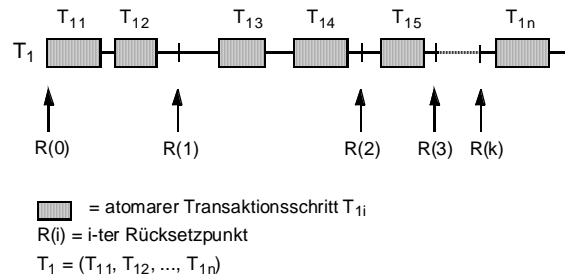 T11 T12 T13 T14 T15 T1n
T1
R(0) R(1) R(2) R(3) R(k)
= atomarer Transaktionsschritt T1i
R(i) = i-ter Rücksetzpunkt
T1 = (T11, T12, ..., T1n)